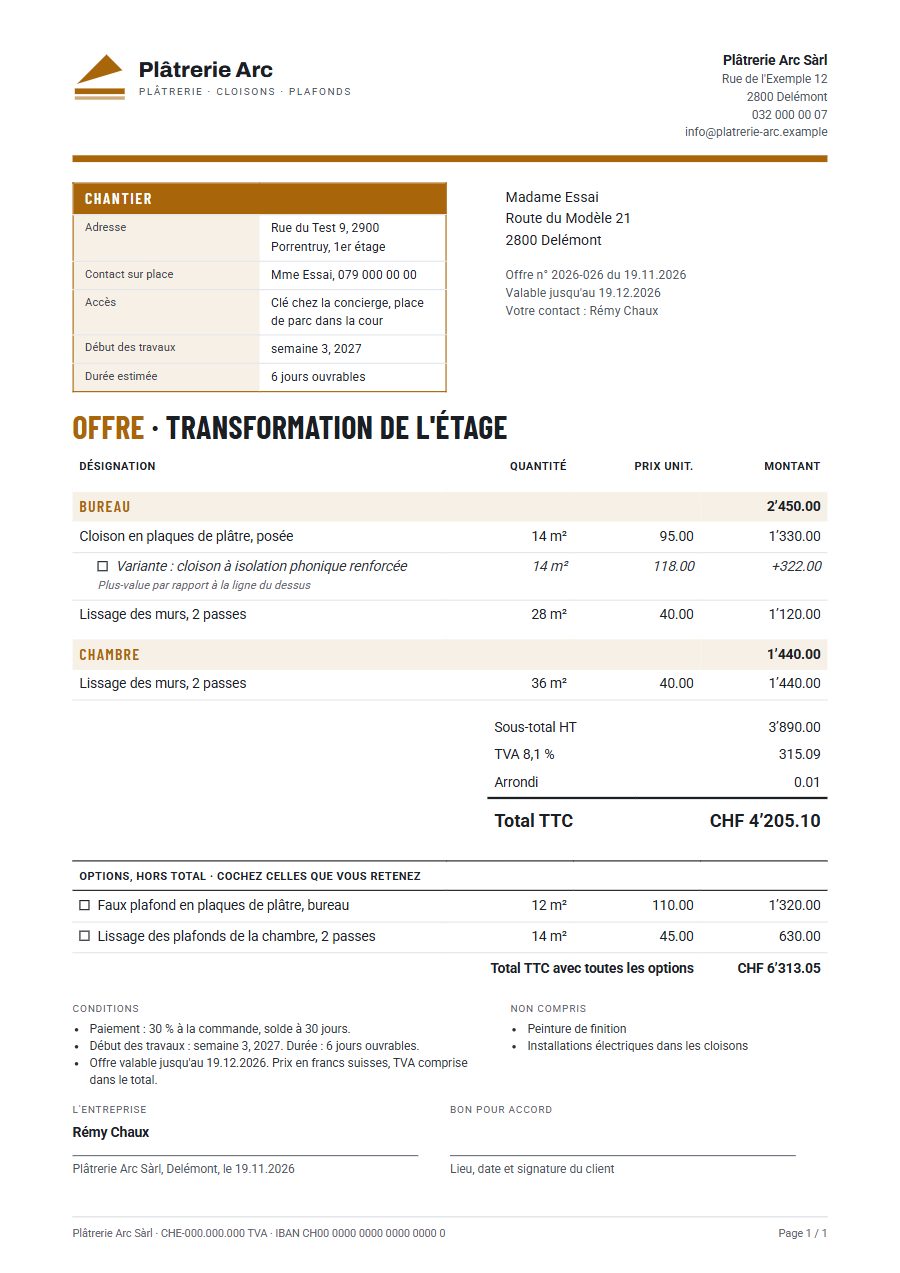 Plâtrerie Arc
PLÂTRERIE · CLOISONS · PLAFONDS
Plâtrerie Arc Sàrl
Rue de l'Exemple 12
2800 Delémont
032 000 00 07
info@platrerie-arc.example
CHANTIER
Adresse Rue du Test 9, 2900
Porrentruy, 1er étage
Contact sur place Mme Essai, 079 000 00 00
Accès Clé chez la concierge, place
de parc dans la cour
Début des travaux semaine 3, 2027
Durée estimée 6 jours ouvrables
Madame Essai
Route du Modèle 21
2800 Delémont
Offre n° 2026-026 du 19.11.2026
Valable jusqu'au 19.12.2026
Votre contact : Rémy Chaux
OFFRE · TRANSFORMATION DE L'ÉTAGE
DÉSIGNATION QUANTITÉ PRIX UNIT. MONTANT
BUREAU 2’450.00
Cloison en plaques de plâtre, posée 14 m² 95.00 1’330.00
☐ Variante : cloison à isolation phonique renforcée 14 m² 118.00 +322.00
Plus-value par rapport à la ligne du dessus
Lissage des murs, 2 passes 28 m² 40.00 1’120.00
CHAMBRE 1’440.00
Lissage des murs, 2 passes 36 m² 40.00 1’440.00
Sous-total HT 3’890.00
TVA 8,1 % 315.09
Arrondi 0.01
Total TTC CHF 4’205.10
OPTIONS, HORS TOTAL · COCHEZ CELLES QUE VOUS RETENEZ
☐ Faux plafond en plaques de plâtre, bureau 12 m² 110.00 1’320.00
☐ Lissage des plafonds de la chambre, 2 passes 14 m² 45.00 630.00
Total TTC avec toutes les options CHF 6’313.05
CONDITIONS
• Paiement : 30 % à la commande, solde à 30 jours.
• Début des travaux : semaine 3, 2027. Durée : 6 jours ouvrables.
• Offre valable jusqu'au 19.12.2026. Prix en francs suisses, TVA comprise
dans le total.
NON COMPRIS
• Peinture de finition
• Installations électriques dans les cloisons
L'ENTREPRISE
Rémy Chaux
Plâtrerie Arc Sàrl, Delémont, le 19.11.2026
BON POUR ACCORD
Lieu, date et signature du client
Plâtrerie Arc Sàrl · CHE-000.000.000 TVA · IBAN CH00 0000 0000 0000 0000 0 Page 1 / 1